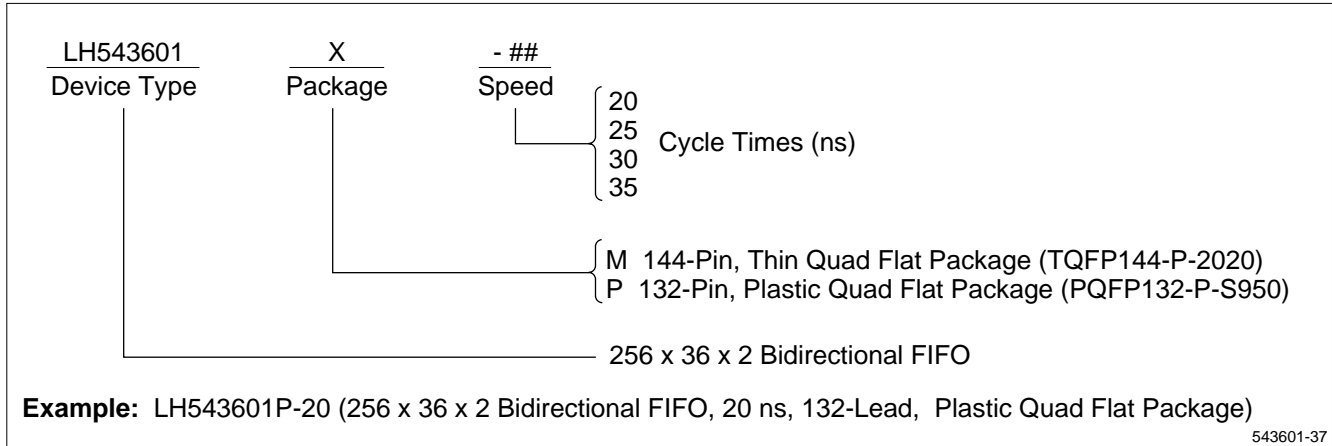 LH543601 X - ##
Device Type Package Speed
20
25
30
35
Cycle Times (ns)
M 144-Pin, Thin Quad Flat Package (TQFP144-P-2020)
P 132-Pin, Plastic Quad Flat Package (PQFP132-P-S950)
256 x 36 x 2 Bidirectional FIFO
Example: LH543601P-20 (256 x 36 x 2 Bidirectional FIFO, 20 ns, 132-Lead, Plastic Quad Flat Package)
543601-37